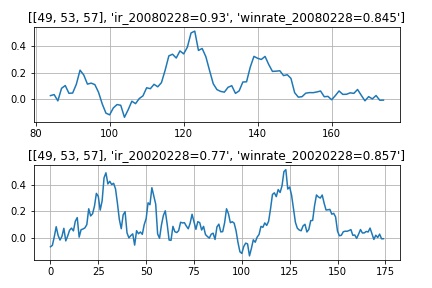 [[49, 53, 57], 'ir_20080228=0.93', 'winrate_20080228=0.845']
0.4
0.2
0.0
80 100 120 140 160
[[49, 53, 57], 'ir_20020228=0.77', 'winrate_20020228=0.857']
0.4
0.2
0.0
0 25 50 75 100 125 150 175